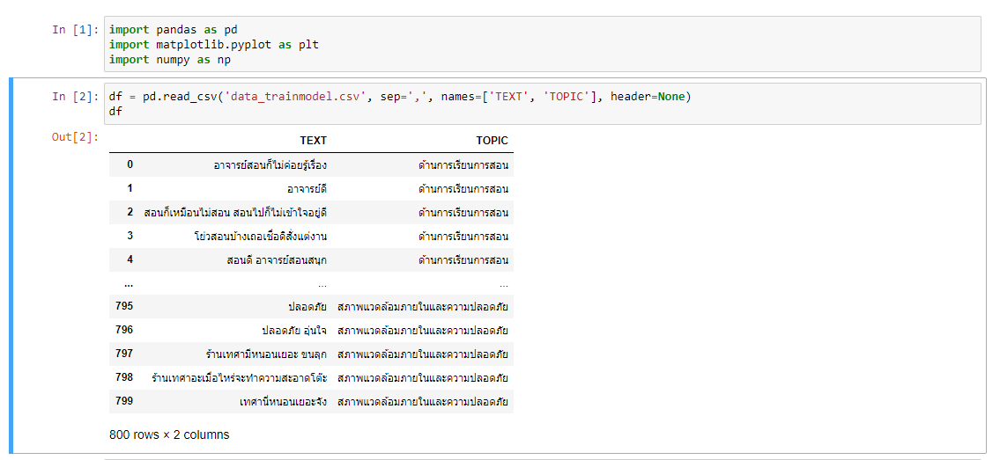 In [1]: import pandas as pd
import matplotlib.pyplot as plt
import numpy as np
In [2]: df = pd.read_csv('data_trainmodel.csv', sep=',', names=['TEXT', 'TOPIC'], header=None)
df
Out[2]:
TEXT TOPIC
0 อาจารย์สอนก็ไม่ค่อยรู้เรื่อง ด้านการเรียนการสอน
1 อาจารย์ดี ด้านการเรียนการสอน
2 สอนก็เหมือนไม่สอน สอนไปก็ไม่เข้าใจอยู่ดี ด้านการเรียนการสอน
3 โย่วสอนบ้างเถอเชื่อดิสั่งแต่งาน ด้านการเรียนการสอน
4 สอนดี อาจารย์สอนสนุก ด้านการเรียนการสอน
... ... ...
795 ปลอดภัย สภาพแวดล้อมภายในและความปลอดภัย
796 ปลอดภัย อุ่นใจ สภาพแวดล้อมภายในและความปลอดภัย
797 ร้านเทศามีหนอนเยอะ ขนลุก สภาพแวดล้อมภายในและความปลอดภัย
798 ร้านเทศาอะเมื่อไหร่จะทำความสะอาดโต๊ะ สภาพแวดล้อมภายในและความปลอดภัย
799 เทศานี่หนอนเยอะจัง สภาพแวดล้อมภายในและความปลอดภัย
800 rows × 2 columns